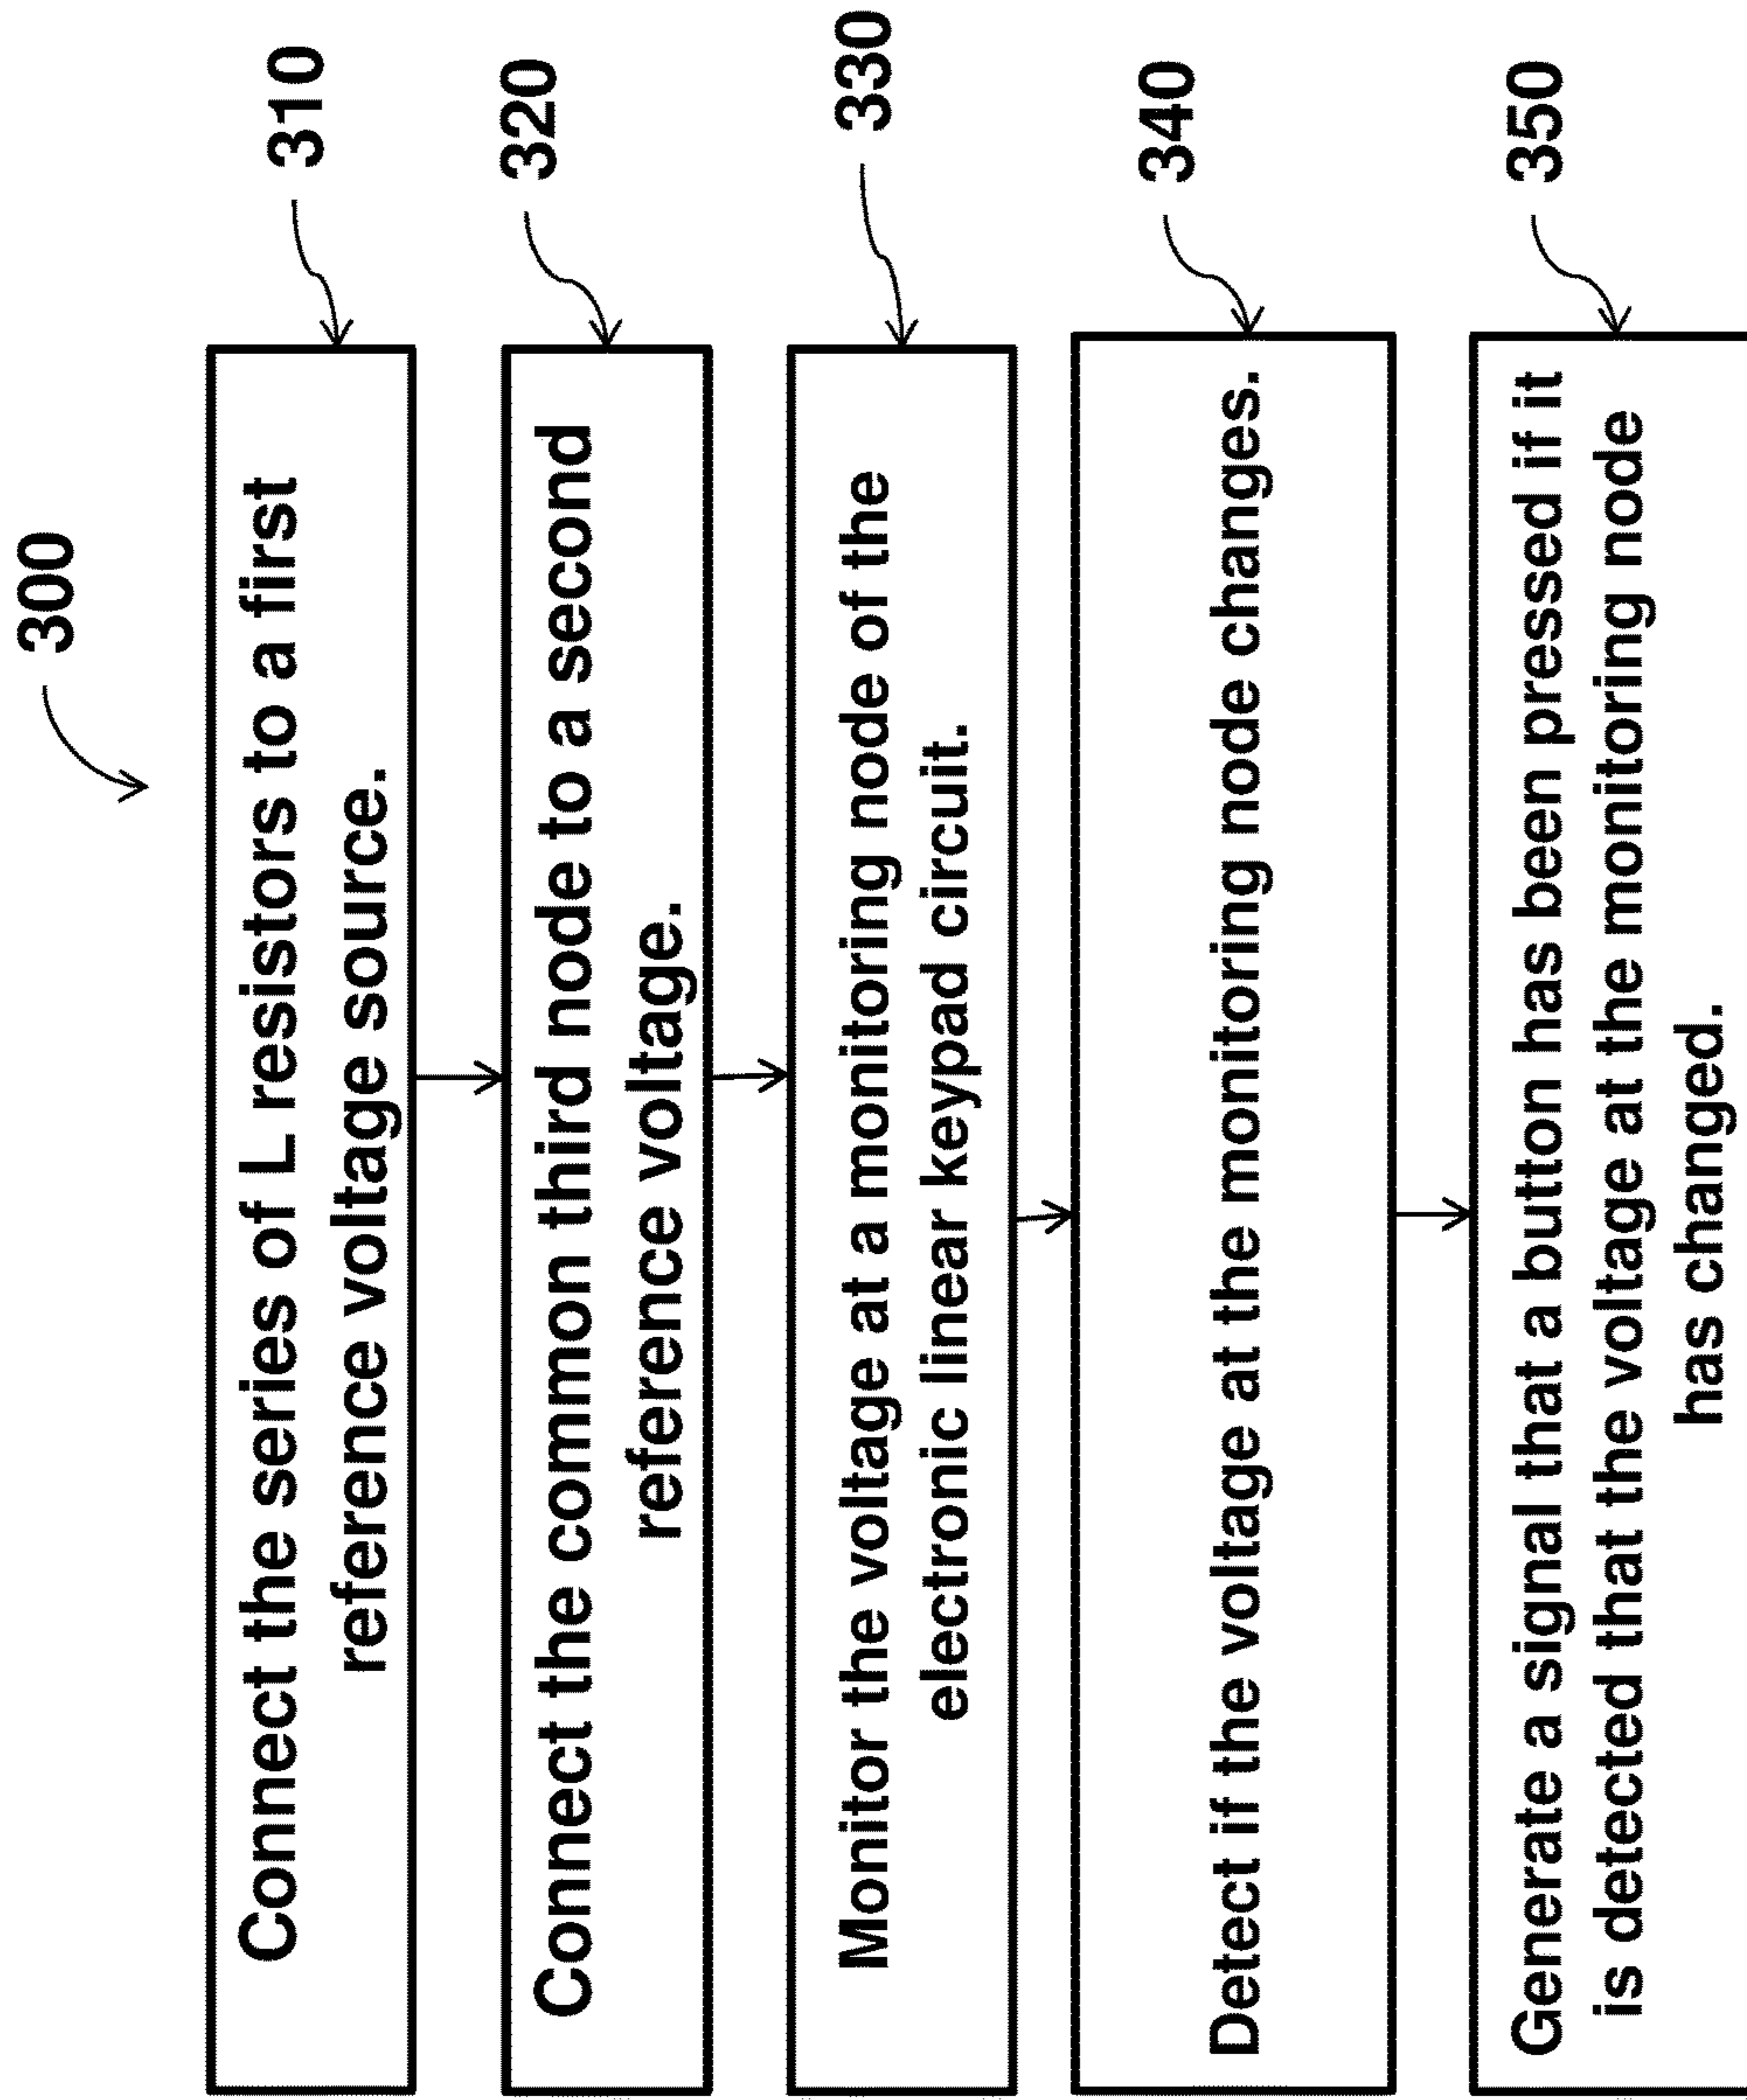 300
Connect the series of L resistors to a first
reference voltage source.
310
Connect the common third node to a second
reference voltage.
320
Monitor the voltage at a monitoring node of the
electronic linear keypad circuit.
330
Detect if the voltage at the monitoring node changes.
340
Generate a signal that a button has been pressed if it
is detected that the voltage at the monitoring node
has changed.
350